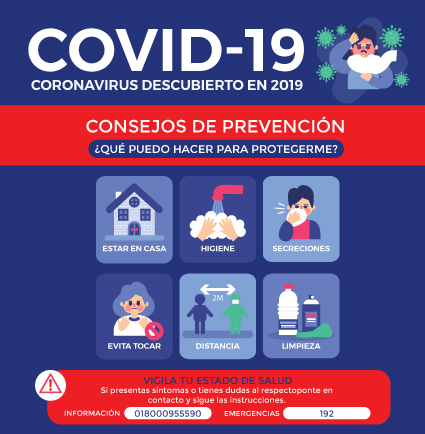 COVID-19
CORONAVIRUS DESCUBIERTO EN 2019
CONSEJOS DE PREVENCIÓN
¿QUÉ PUEDO HACER PARA PROTEGERME?
ESTAR EN CASA
HIGIENE
SECRECIONES
EVITA TOCAR
2M
DISTANCIA
LIMPIEZA
VIGILA TU ESTADO DE SALUD
Si presentas sintomas o tienes dudas al respectoponte en
contacto y sigue las instrucciones.
INFORMACIÓN 018000955590 EMERGENCIAS 192